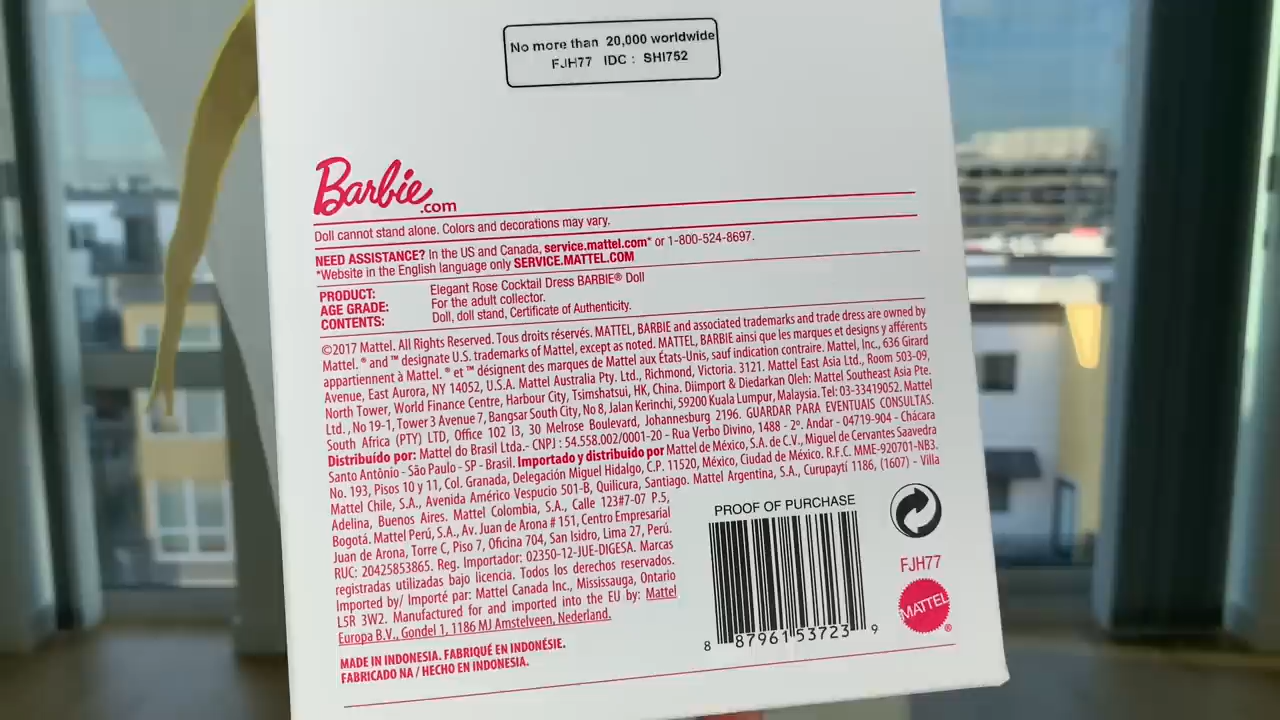 No more than 20,000 worldwide
FJH77 IDC : SHI752
Barbie.com
Doll cannot stand alone. Colors and decorations may vary.
NEED ASSISTANCE? In the US and Canada, service.mattel.com* or 1-800-524-8697.
*Website in the English language only SERVICE.MATTEL.COM
PRODUCT: Elegant Rose Cocktail Dress BARBIE® Doll
AGE GRADE: For the adult collector.
CONTENTS: Doll, doll stand, Certificate of Authenticity.
©2017 Mattel. All Rights Reserved. Tous droits réservés. MATTEL, BARBIE and associated trademarks and trade dress are owned by
Mattel. ® and ™ designate U.S. trademarks of Mattel, except as noted. MATTEL, BARBIE ainsi que les marques et designs y afférents
appartiennent à Mattel. ® et ™ désignent des marques de Mattel aux États-Unis, sauf indication contraire. Mattel, Inc., 636 Girard
Avenue, East Aurora, NY 14052, U.S.A. Mattel Australia Pty. Ltd., Richmond, Victoria. 3121. Mattel East Asia Ltd., Room 503-09,
North Tower, World Finance Centre, Harbour City, Tsimshatsui, HK, China. Diimport & Diedarkan Oleh: Mattel Southeast Asia Pte.
Ltd. , No 19-1, Tower 3 Avenue 7, Bangsar South City, No 8, Jalan Kerinchi, 59200 Kuala Lumpur, Malaysia. Tel: 03-33419052. Mattel
South Africa (PTY) LTD, Office 102 I3, 30 Melrose Boulevard, Johannesburg 2196. GUARDAR PARA EVENTUAIS CONSULTAS.
Distribuído por: Mattel do Brasil Ltda.- CNPJ : 54.558.002/0001-20 - Rua Verbo Divino, 1488 - 2º. Andar - 04719-904 - Chácara
Santo Antônio - São Paulo - SP - Brasil. Importado y distribuido por Mattel de México, S.A. de C.V., Miguel de Cervantes Saavedra
No. 193, Pisos 10 y 11, Col. Granada, Delegación Miguel Hidalgo, C.P. 11520, México, Ciudad de México. R.F.C. MME-920701-NB3.
Mattel Chile, S.A., Avenida Américo Vespucio 501-B, Quilicura, Santiago. Mattel Argentina, S.A., Curupaytí 1186, (1607) - Villa
Adelina, Buenos Aires. Mattel Colombia, S.A., Calle 123#7-07 P.5,
Bogotá. Mattel Perú, S.A., Av. Juan de Arona # 151, Centro Empresarial
Juan de Arona, Torre C, Piso 7, Oficina 704, San Isidro, Lima 27, Perú.
RUC: 20425853865. Reg. Importador: 02350-12-JUE-DIGESA. Marcas
registradas utilizadas bajo licencia. Todos los derechos reservados.
Imported by/ Importé par: Mattel Canada Inc., Mississauga, Ontario
L5R 3W2. Manufactured for and imported into the EU by: Mattel
Europa B.V., Gondel 1, 1186 MJ Amstelveen, Nederland.
MADE IN INDONESIA. FABRIQUÉ EN INDONÉSIE.
FABRICADO NA / HECHO EN INDONESIA.
PROOF OF PURCHASE
8 87961 53723 9
FJH77
MATTEL®